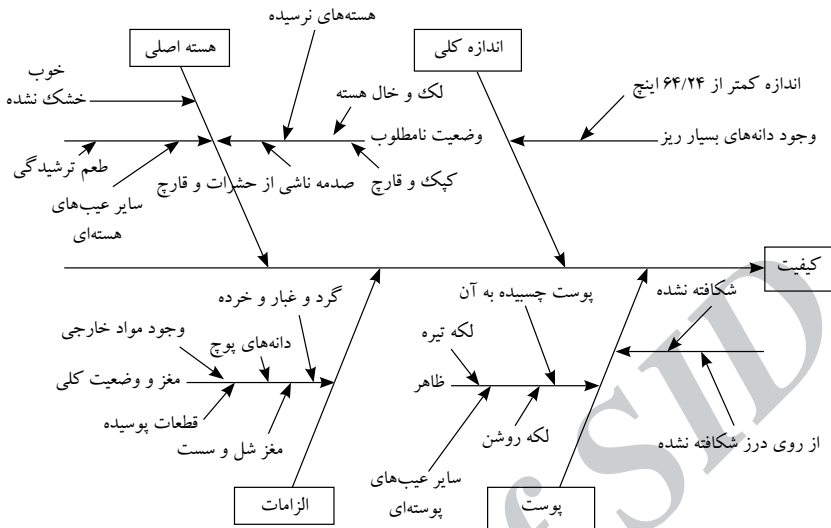 هسته‌های نرسیده
هسته اصلی
اندازه کلی
خوب
خشک نشده
لک و خال هسته
اندازه کمتر از ۶۴/۲۴ اینچ
وضعیت نامطلوب
وجود دانه‌های بسیار ریز
طعم ترشیدگی
صدمه ناشی از حشرات و قارچ
کپک و قارچ
سایر عیب‌های
هسته‌ای
کیفیت
شکافته نشده
پوست چسبیده به آن
گرد و غبار و خرده
لکه تیره
وجود مواد خارجی
دانه‌های پوچ
ظاهر
مغز و وضعیت کلی
قطعات پوسیده
لکه روشن
مغز شل و سست
از روی درز شکافته نشده
سایر عیب‌های
پوسته‌ای
پوست
الزامات
of SID